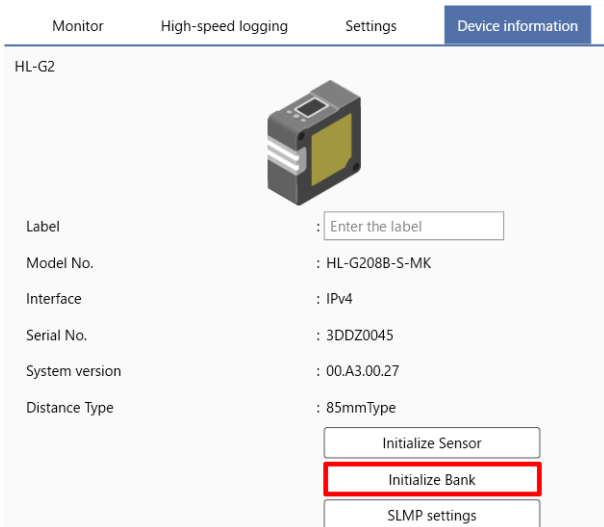 Monitor High-speed logging Settings Device information
HL-G2
Label : Enter the label
Model No. : HL-G208B-S-MK
Interface : IPv4
Serial No. : 3DDZ0045
System version : 00.A3.00.27
Distance Type : 85mmType
Initialize Sensor
Initialize Bank
SLMP settings